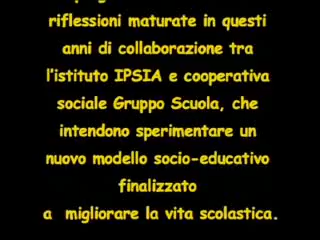 riflessioni maturate in questi
anni di collaborazione tra
l'istituto IPSIA e cooperativa
sociale Gruppo Scuola, che
intendono sperimentare un
nuovo modello socio-educativo
finalizzato
a migliorare la vita scolastica.